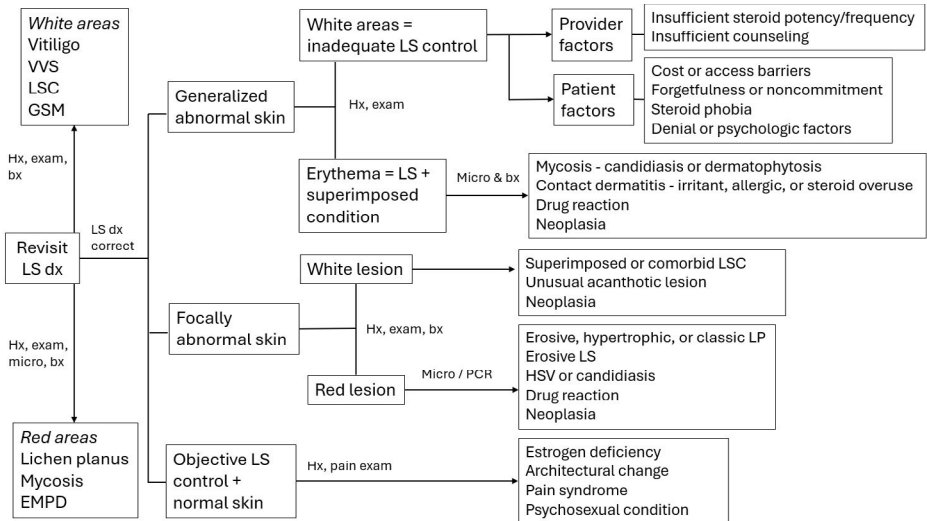 White areas
Vitiligo
VVS
LSC
GSM
Hx, exam,
bx
Revisit
LS dx
LS dx
correct
Hx, exam,
micro, bx
Red areas
Lichen planus
Mycosis
EMPD
Generalized
abnormal skin
Hx, exam
White areas =
inadequate LS control
Provider
factors
Insufficient steroid potency/frequency
Insufficient counseling
Patient
factors
Cost or access barriers
Forgetfulness or noncommitment
Steroid phobia
Denial or psychologic factors
Erythema = LS +
superimposed
condition
Micro & bx
Mycosis - candidiasis or dermatophytosis
Contact dermatitis - irritant, allergic, or steroid overuse
Drug reaction
Neoplasia
Focally
abnormal skin
Hx, exam, bx
White lesion
Superimposed or comorbid LSC
Unusual acanthotic lesion
Neoplasia
Red lesion
Micro / PCR
Erosive, hypertrophic, or classic LP
Erosive LS
HSV or candidiasis
Drug reaction
Neoplasia
Objective LS
control +
normal skin
Hx, pain exam
Estrogen deficiency
Architectural change
Pain syndrome
Psychosexual condition